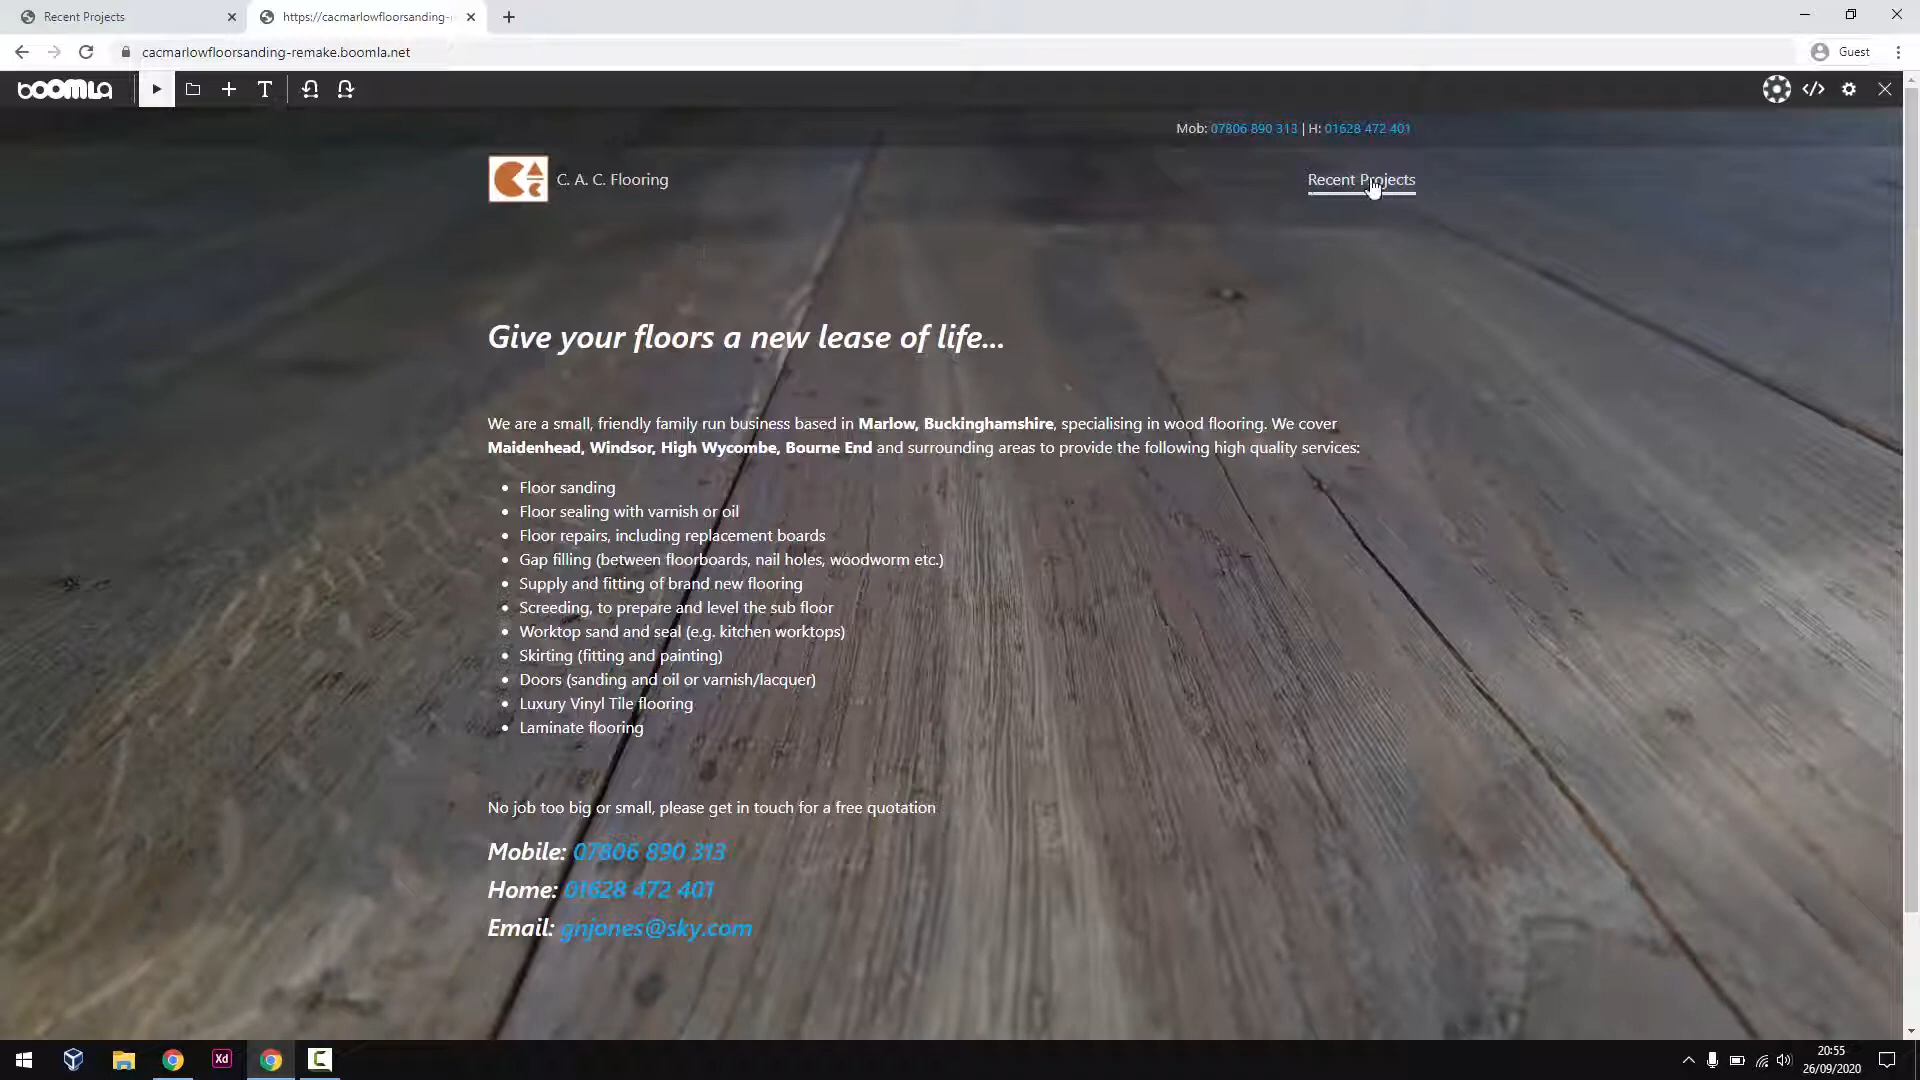 Recent Projects
https://cacmarlowfloorsanding-
cacmarlowfloorsanding-remake.boomla.net
Guest
boomla
T
Mob: 07806 890 313 | H: 01628 472 401
C. A. C. Flooring
Recent Projects
Give your floors a new lease of life...
We are a small, friendly family run business based in Marlow, Buckinghamshire, specialising in wood flooring. We cover
Maidenhead, Windsor, High Wycombe, Bourne End and surrounding areas to provide the following high quality services:
• Floor sanding
• Floor sealing with varnish or oil
• Floor repairs, including replacement boards
• Gap filling (between floorboards, nail holes, woodworm etc.)
• Supply and fitting of brand new flooring
• Screeding, to prepare and level the sub floor
• Worktop sand and seal (e.g. kitchen worktops)
• Skirting (fitting and painting)
• Doors (sanding and oil or varnish/lacquer)
• Luxury Vinyl Tile flooring
• Laminate flooring
No job too big or small, please get in touch for a free quotation
Mobile: 07806 890 313
Home: 01628 472 401
Email: gnjones@sky.com
Xd
20:55
26/09/2020